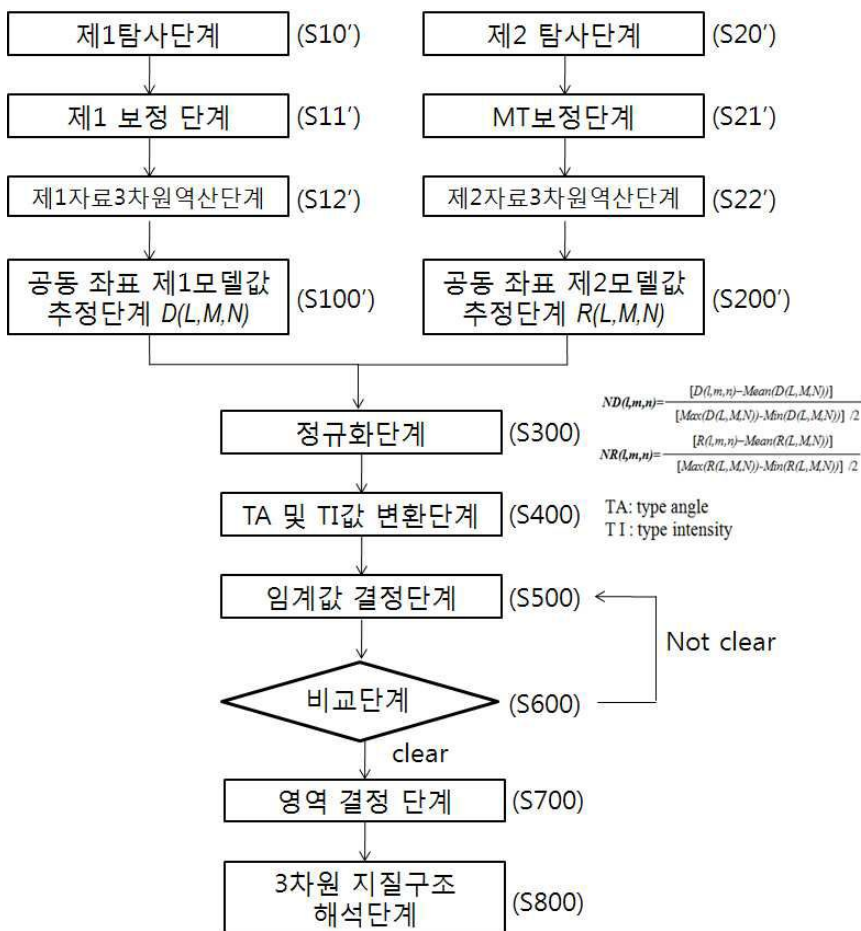 제1탐사단계 (S10')
제2 탐사단계 (S20')
제1 보정 단계 (S11')
MT보정단계 (S21')
제1자료3차원역산단계 (S12')
제2자료3차원역산단계 (S22')
공동 좌표 제1모델값
추정단계 D(L,M,N)
(S100')
공동 좌표 제2모델값
추정단계 R(L,M,N)
(S200')
정규화단계 (S300)
ND(l,m,n)= [D(l,m,n)–Mean(D(L,M,N))]
[Max(D(L,M,N))-Min(D(L,M,N))] /2
NR(l,m,n)= [R(l,m,n)–Mean(R(L,M,N))]
[Max(R(L,M,N))-Min(R(L,M,N))] /2
TA 및 TI값 변환단계 (S400)
TA: type angle
T I : type intensity
임계값 결정단계 (S500)
Not clear
비교단계 (S600)
clear
영역 결정 단계 (S700)
3차원 지질구조
해석단계
(S800)